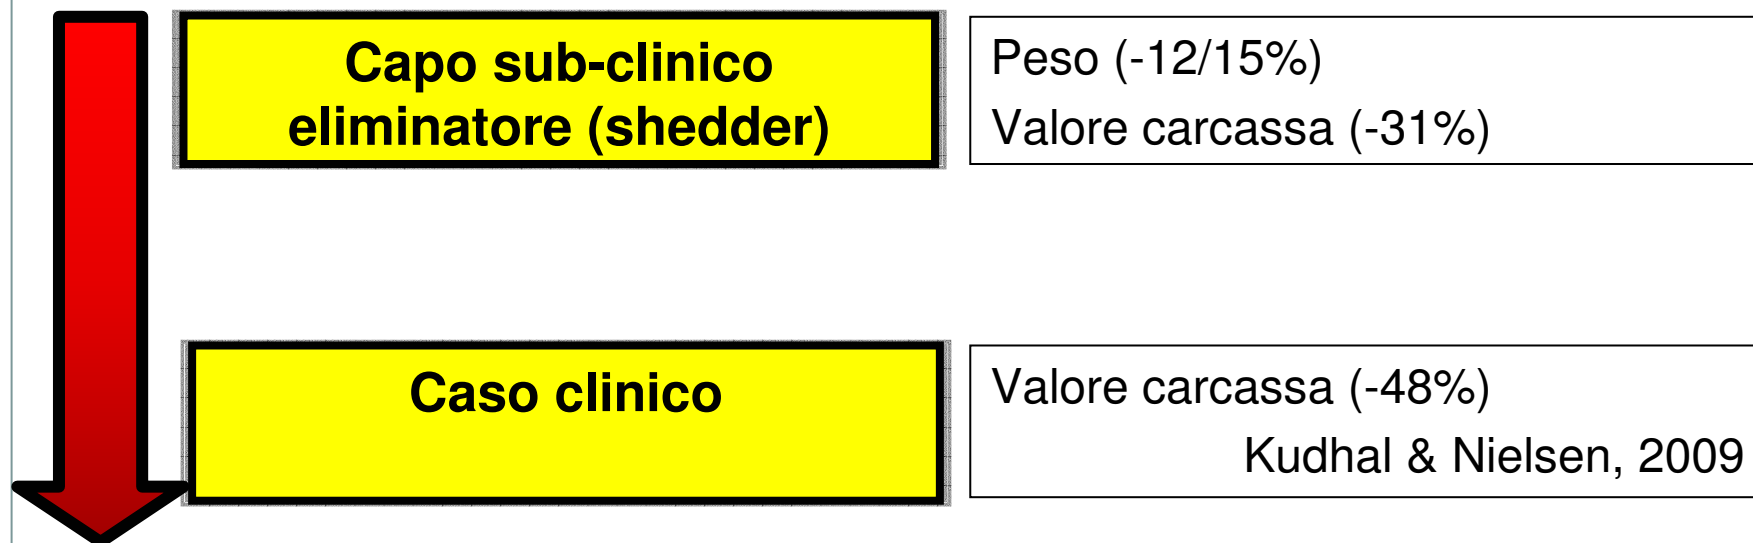 Capo sub-clinico
eliminatore (shedder)
Peso (-12/15%)
Valore carcassa (-31%)
Caso clinico
Valore carcassa (-48%)
Kudhal & Nielsen, 2009